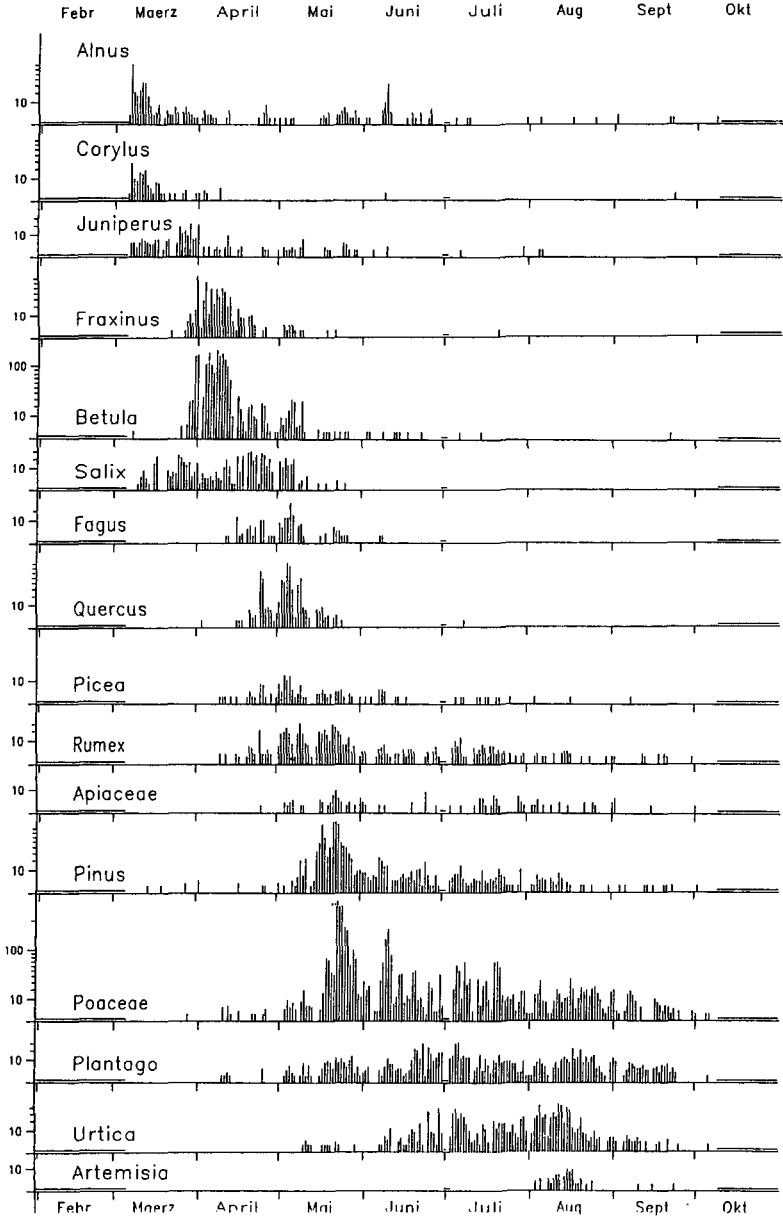 Febr Maerz April Mai Juni Juli Aug Sept Okt
Alnus
10
Corylus
10
Juniperus
10
Fraxinus
10
100
Betula
10
Salix
10
Fagus
10
Quercus
10
Picea
10
Rumex
10
Apiaceae
10
Pinus
10
100
Poaceae
10
Plantago
10
Urtica
10
Artemisia
10
Febr Maerz April Mai Juni Juli Aug Sept Okt